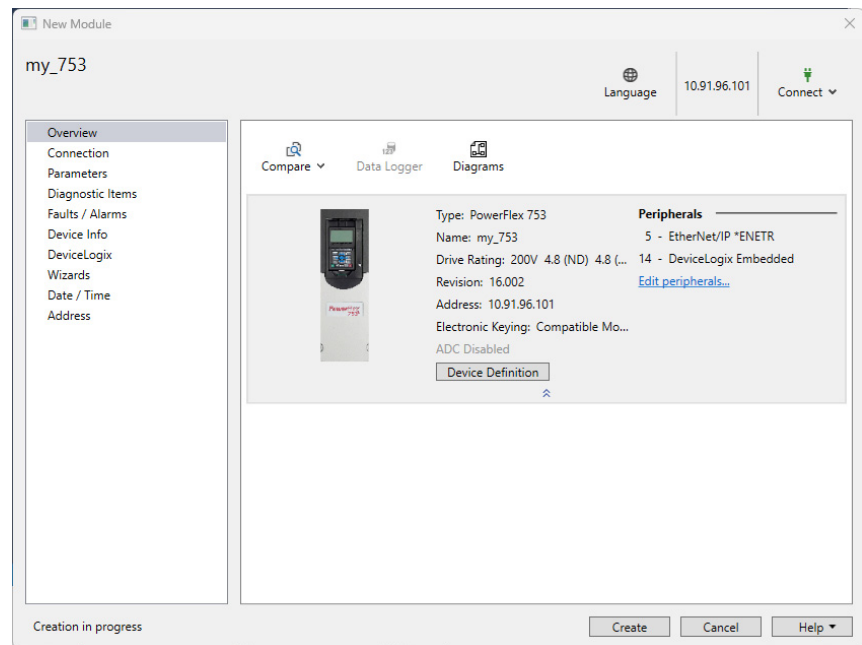 New Module
my_753
Language
10.91.96.101
Connect
Overview
Connection
Parameters
Diagnostic Items
Faults / Alarms
Device Info
DeviceLogix
Wizards
Date / Time
Address
Compare
Data Logger
Diagrams
Type: PowerFlex 753
Name: my_753
Drive Rating: 200V 4.8 (ND) 4.8 (...
Revision: 16.002
Address: 10.91.96.101
Electronic Keying: Compatible Mo...
ADC Disabled
Device Definition
Peripherals
5 - EtherNet/IP *ENETR
14 - DeviceLogix Embedded
Edit peripherals...
Creation in progress
Create
Cancel
Help